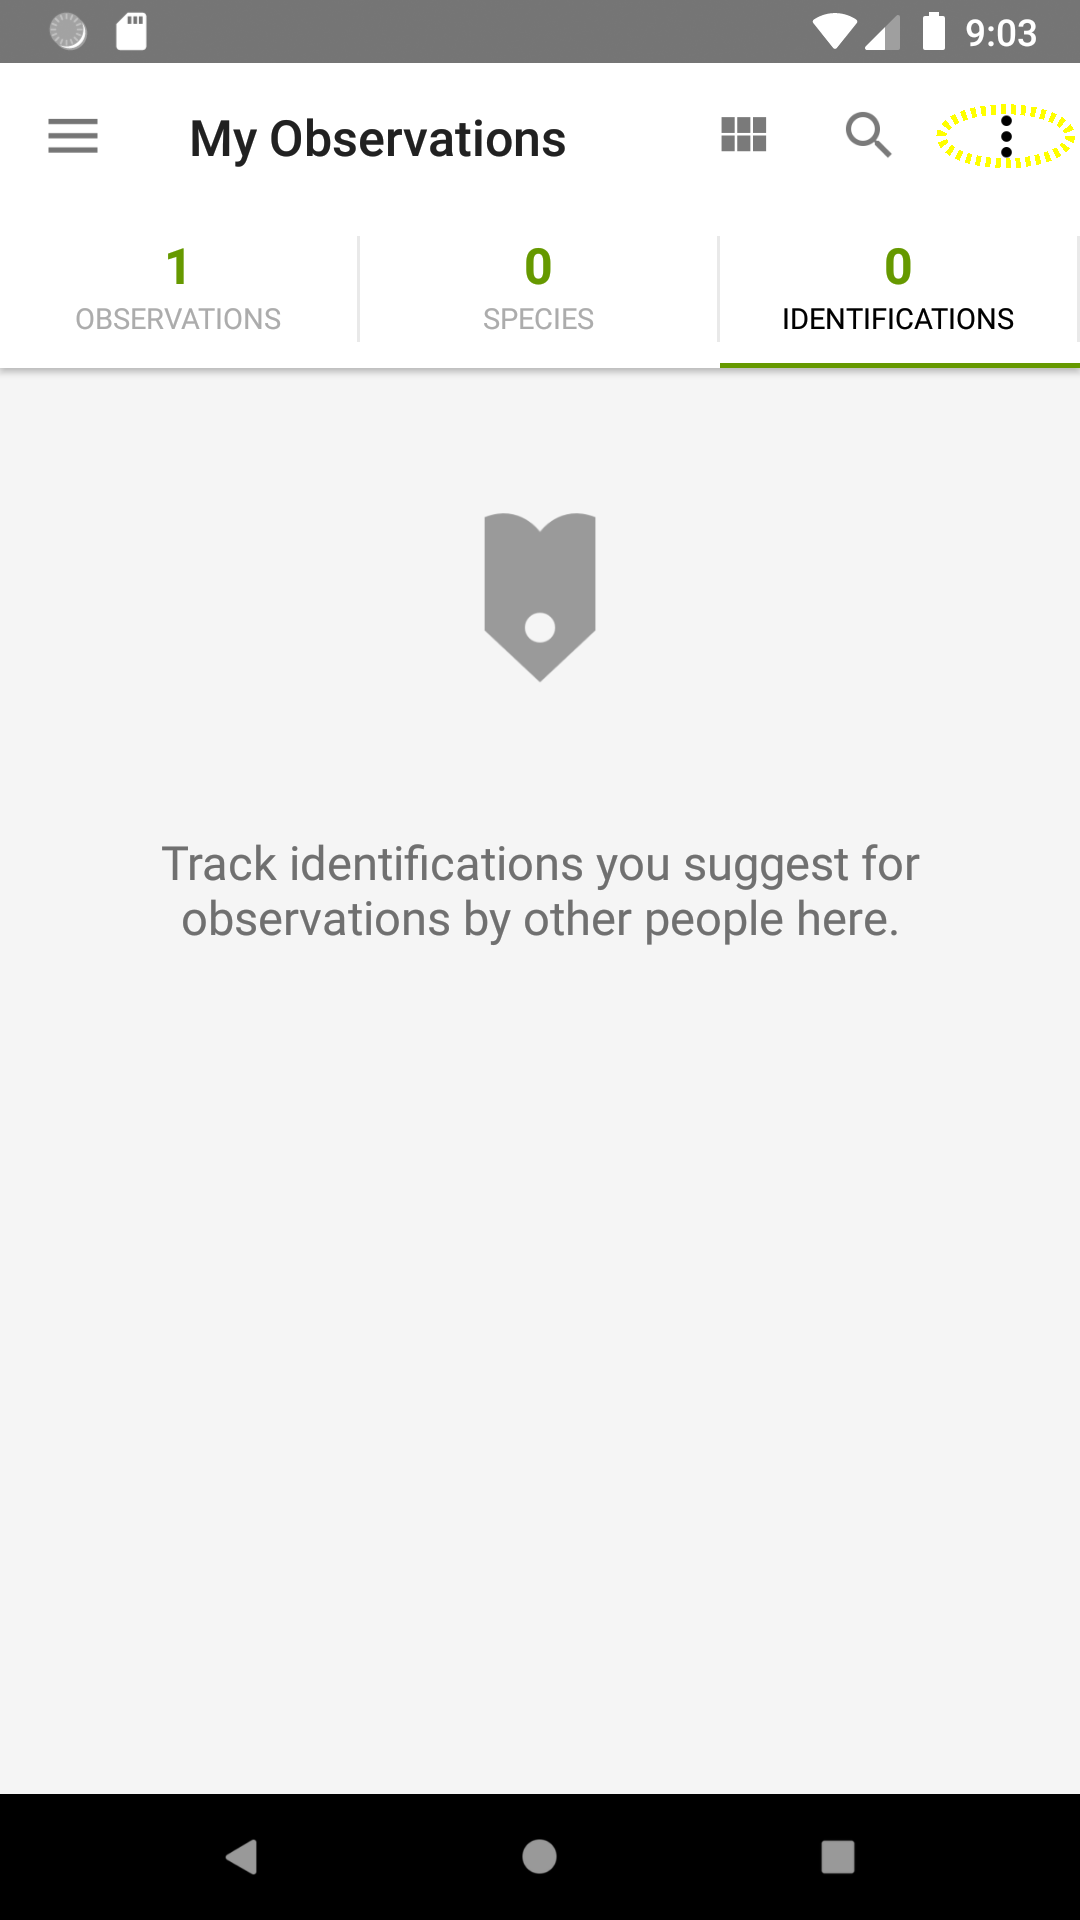 9:03
My Observations
1
OBSERVATIONS
0
SPECIES
0
IDENTIFICATIONS
Track identifications you suggest for
observations by other people here.